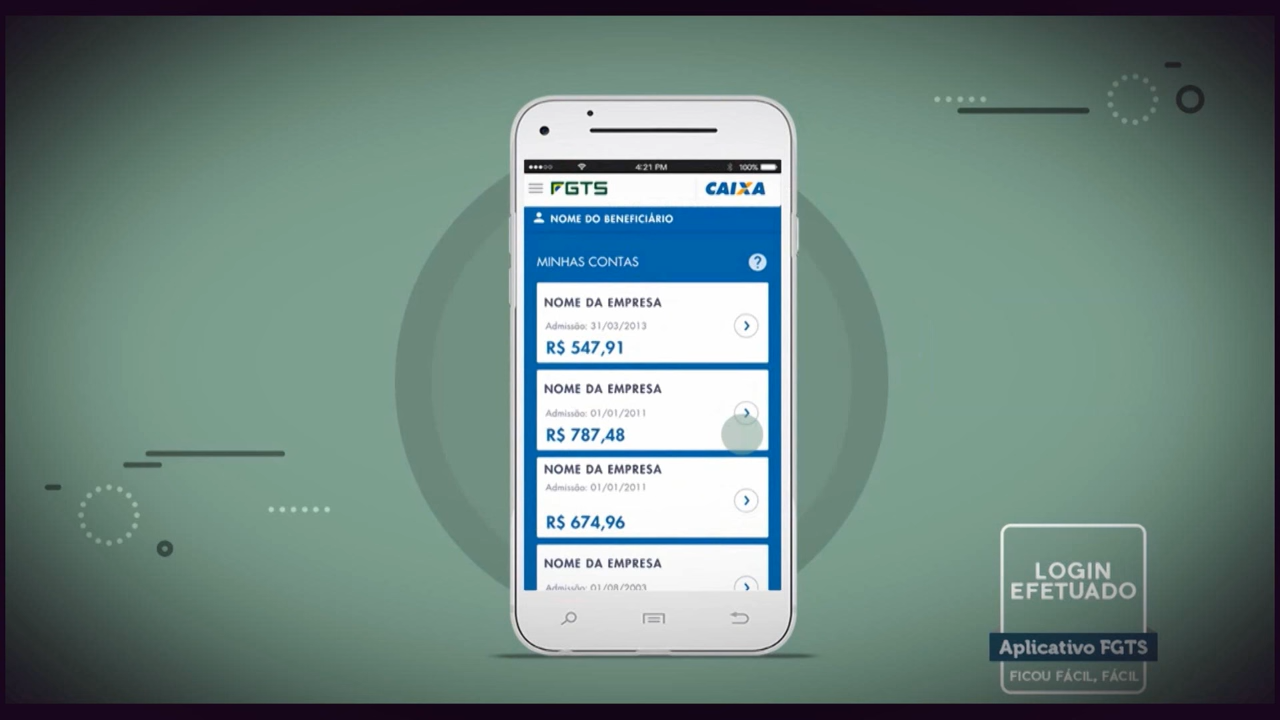 4:21 PM 100%
FGTS CAIXA
NOME DO BENEFICIÁRIO
MINHAS CONTAS ?
NOME DA EMPRESA
Admissão: 31/03/2013
R$ 547,91
NOME DA EMPRESA
Admissão: 01/01/2011
R$ 787,48
NOME DA EMPRESA
Admissão: 01/01/2011
R$ 674,96
NOME DA EMPRESA
Admissão: 01/08/2003
LOGIN
EFETUADO
Aplicativo FGTS
FICOU FÁCIL, FÁCIL